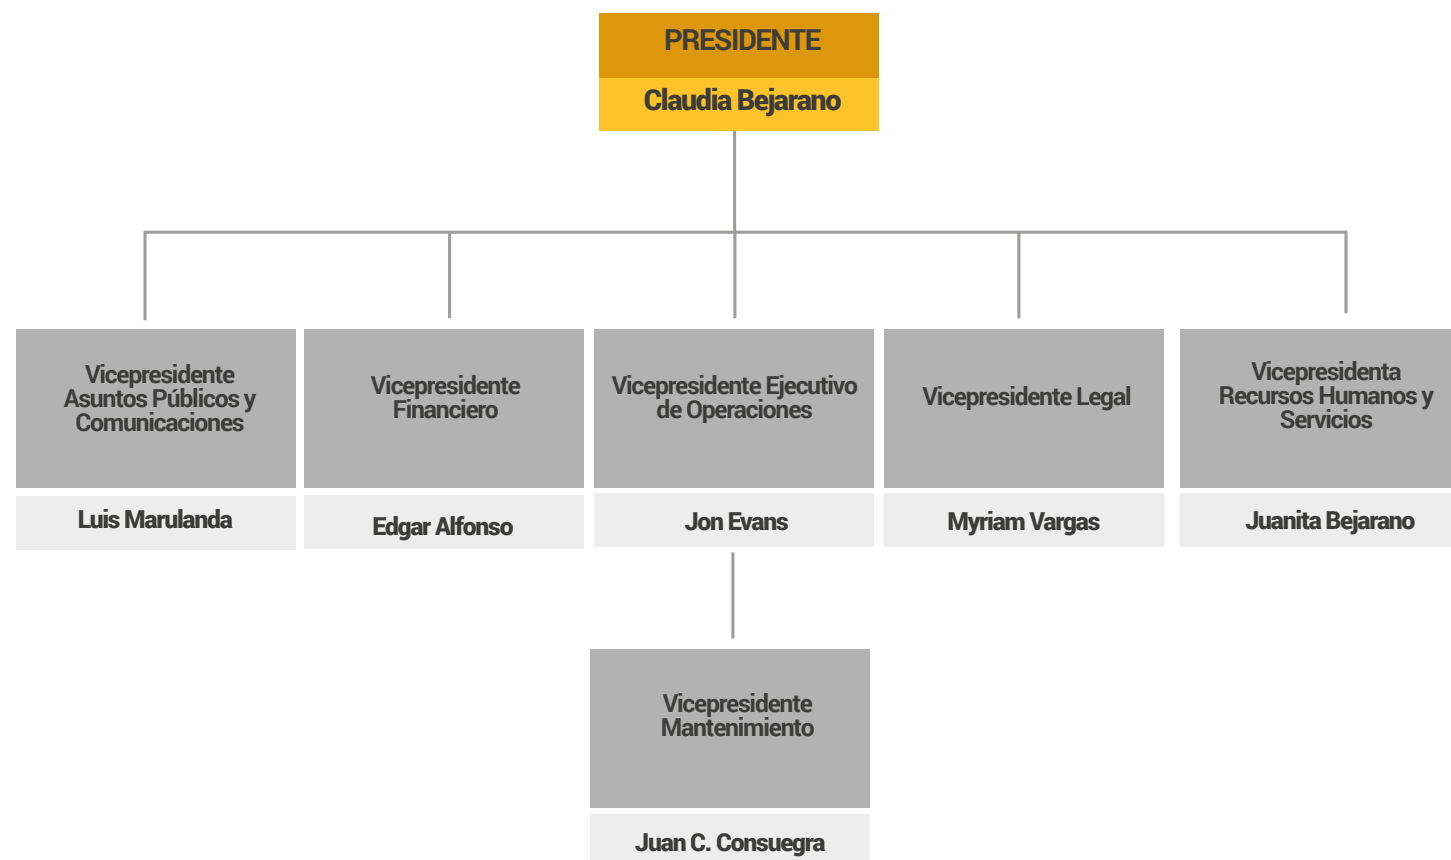 PRESIDENTE
Claudia Bejarano
Vicepresidente
Asuntos Públicos y
Comunicaciones
Luis Marulanda
Vicepresidente
Financiero
Edgar Alfonso
Vicepresidente Ejecutivo
de Operaciones
Jon Evans
Vicepresidente Legal
Myriam Vargas
Vicepresidenta
Recursos Humanos y
Servicios
Juanita Bejarano
Vicepresidente
Mantenimiento
Juan C. Consuegra